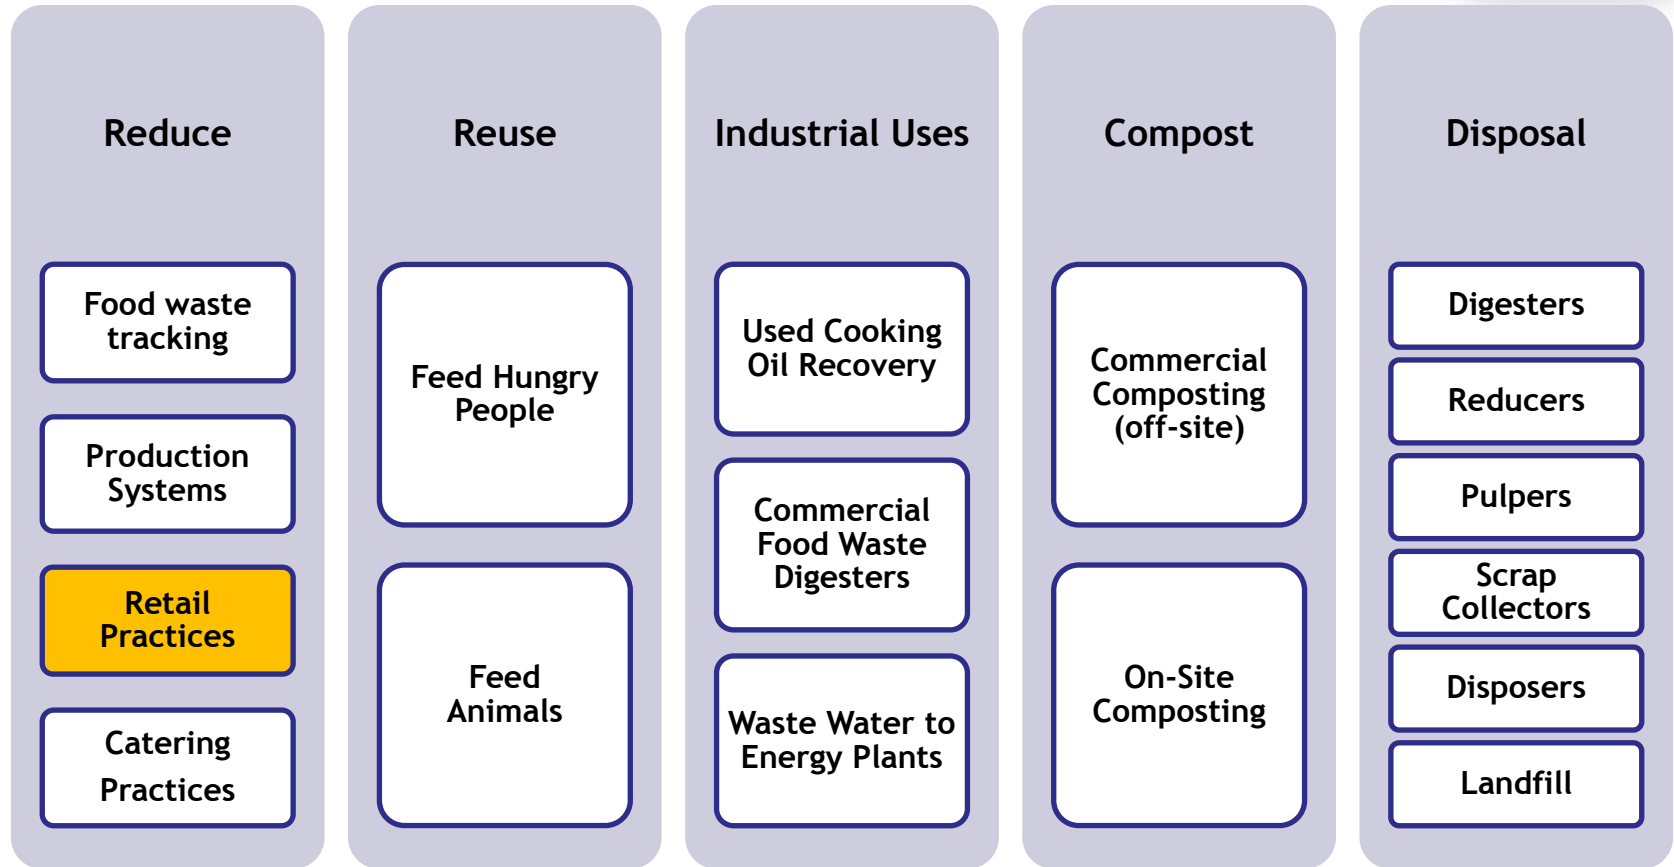 Reduce
Food waste
tracking
Production
Systems
Retail
Practices
Catering
Practices
Reuse
Feed Hungry
People
Feed
Animals
Industrial Uses
Used Cooking
Oil Recovery
Commercial
Food Waste
Digesters
Waste Water to
Energy Plants
Compost
Commercial
Composting
(off-site)
On-Site
Composting
Disposal
Digesters
Reducers
Pulpers
Scrap
Collectors
Disposers
Landfill